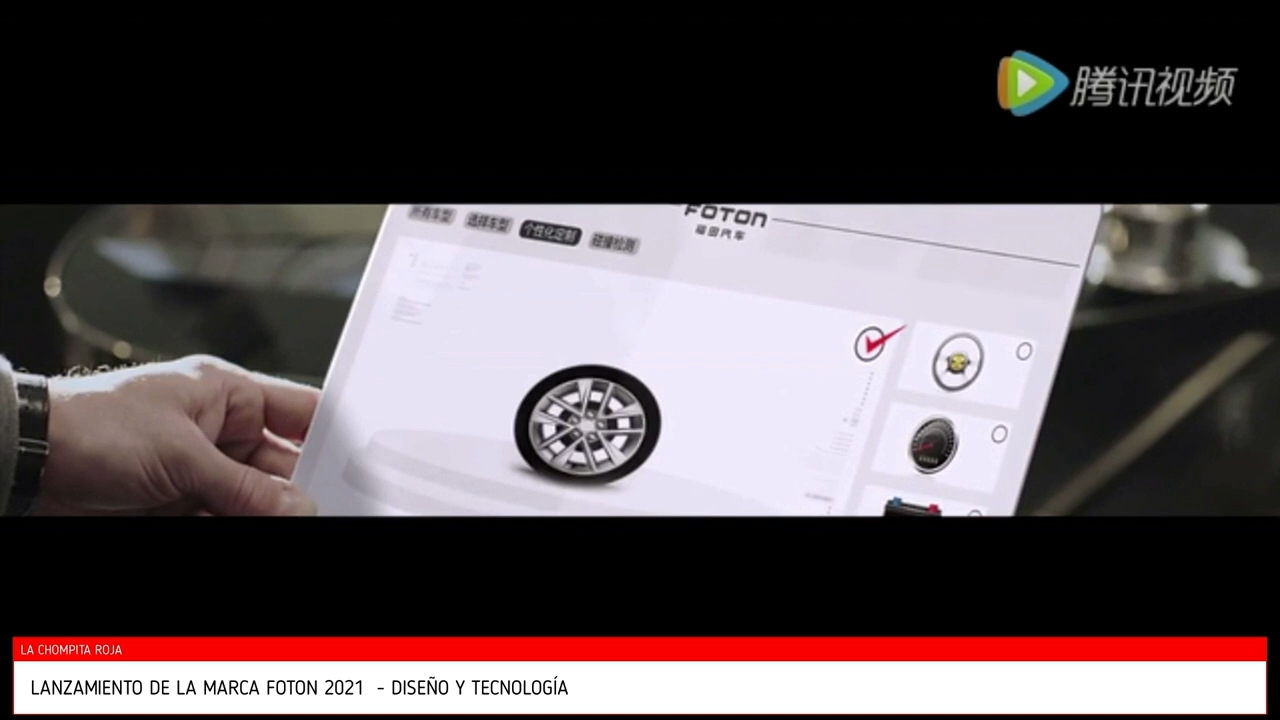 腾讯视频
所有车型 选择车型 个性化定制 碰撞检测
FOTON
福田汽车
LA CHOMPITA ROJA
LANZAMIENTO DE LA MARCA FOTON 2021 - DISEÑO Y TECNOLOGÍA